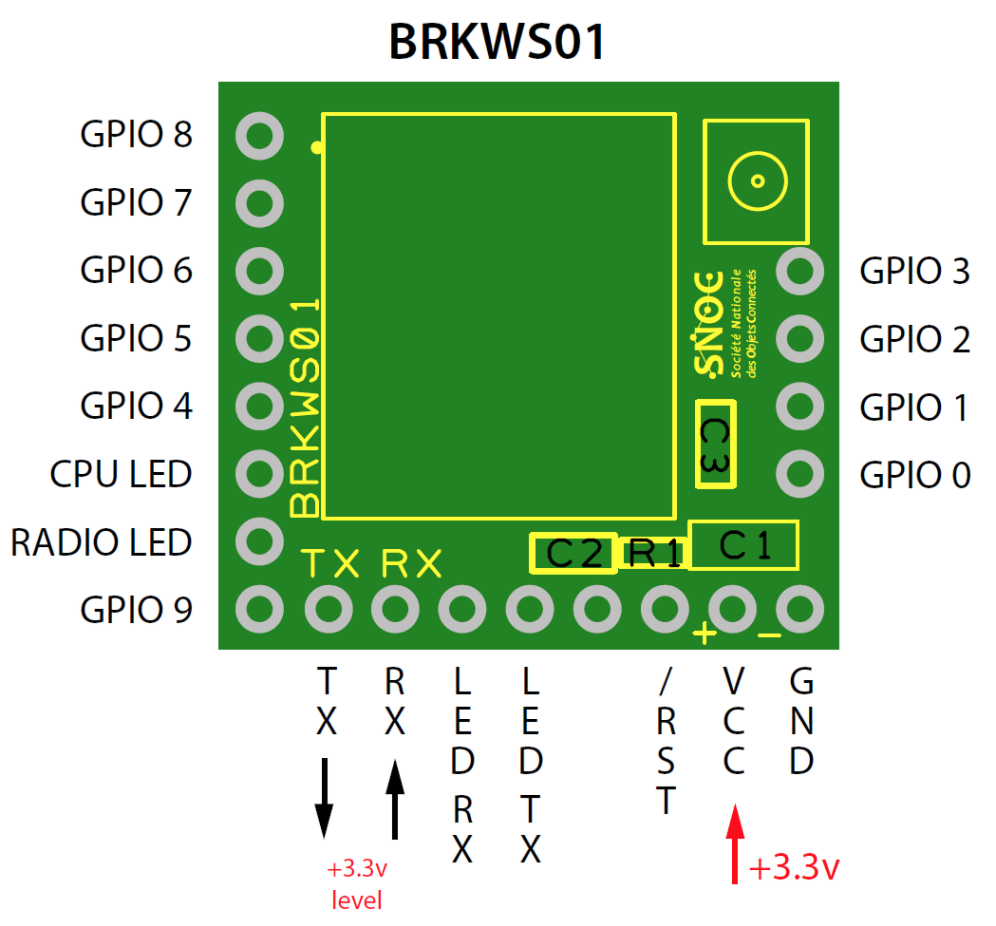 BRKWS01
GPIO 8
GPIO 7
GPIO 6
GPIO 5
GPIO 4
CPU LED
RADIO LED
GPIO 9
BRKWS01
TX RX
SNOC
Société Nationale
des Objets Connectés
C3
C2
R1
C1
+
−
GPIO 3
GPIO 2
GPIO 1
GPIO 0
TX
RX
LED RX
LED TX
/RST
VCC
GND
+3.3v
level
+3.3v